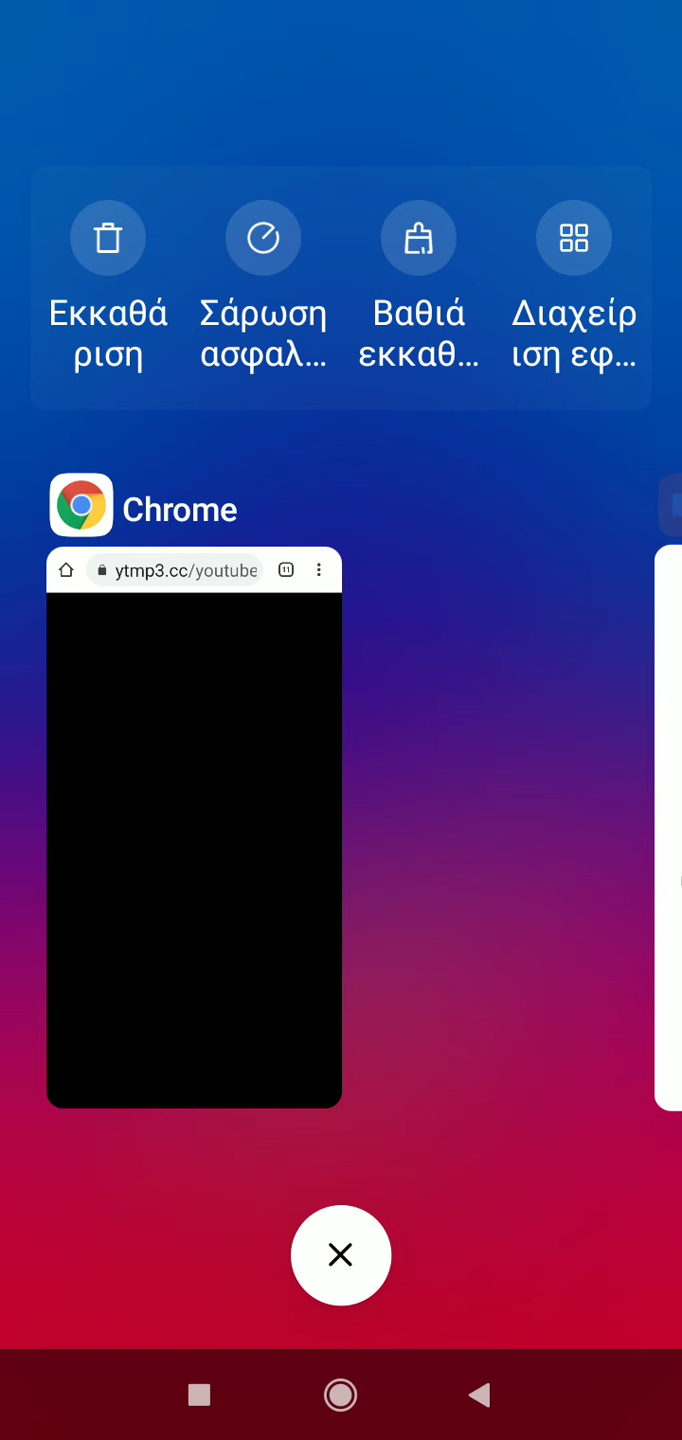 Εκκαθά
ριση
Σάρωση
ασφαλ...
Βαθιά
εκκαθ...
Διαχείρ
ιση εφ...
Chrome
ytmp3.cc/youtube
11